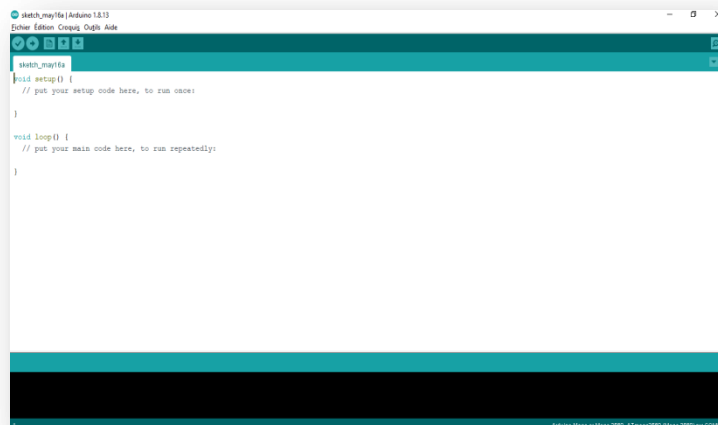 sketch_may16a | Arduino 1.8.13
Fichier Édition Croquis Outils Aide
sketch_may16a
void setup() {
// put your setup code here, to run once:
}
void loop() {
// put your main code here, to run repeatedly:
}